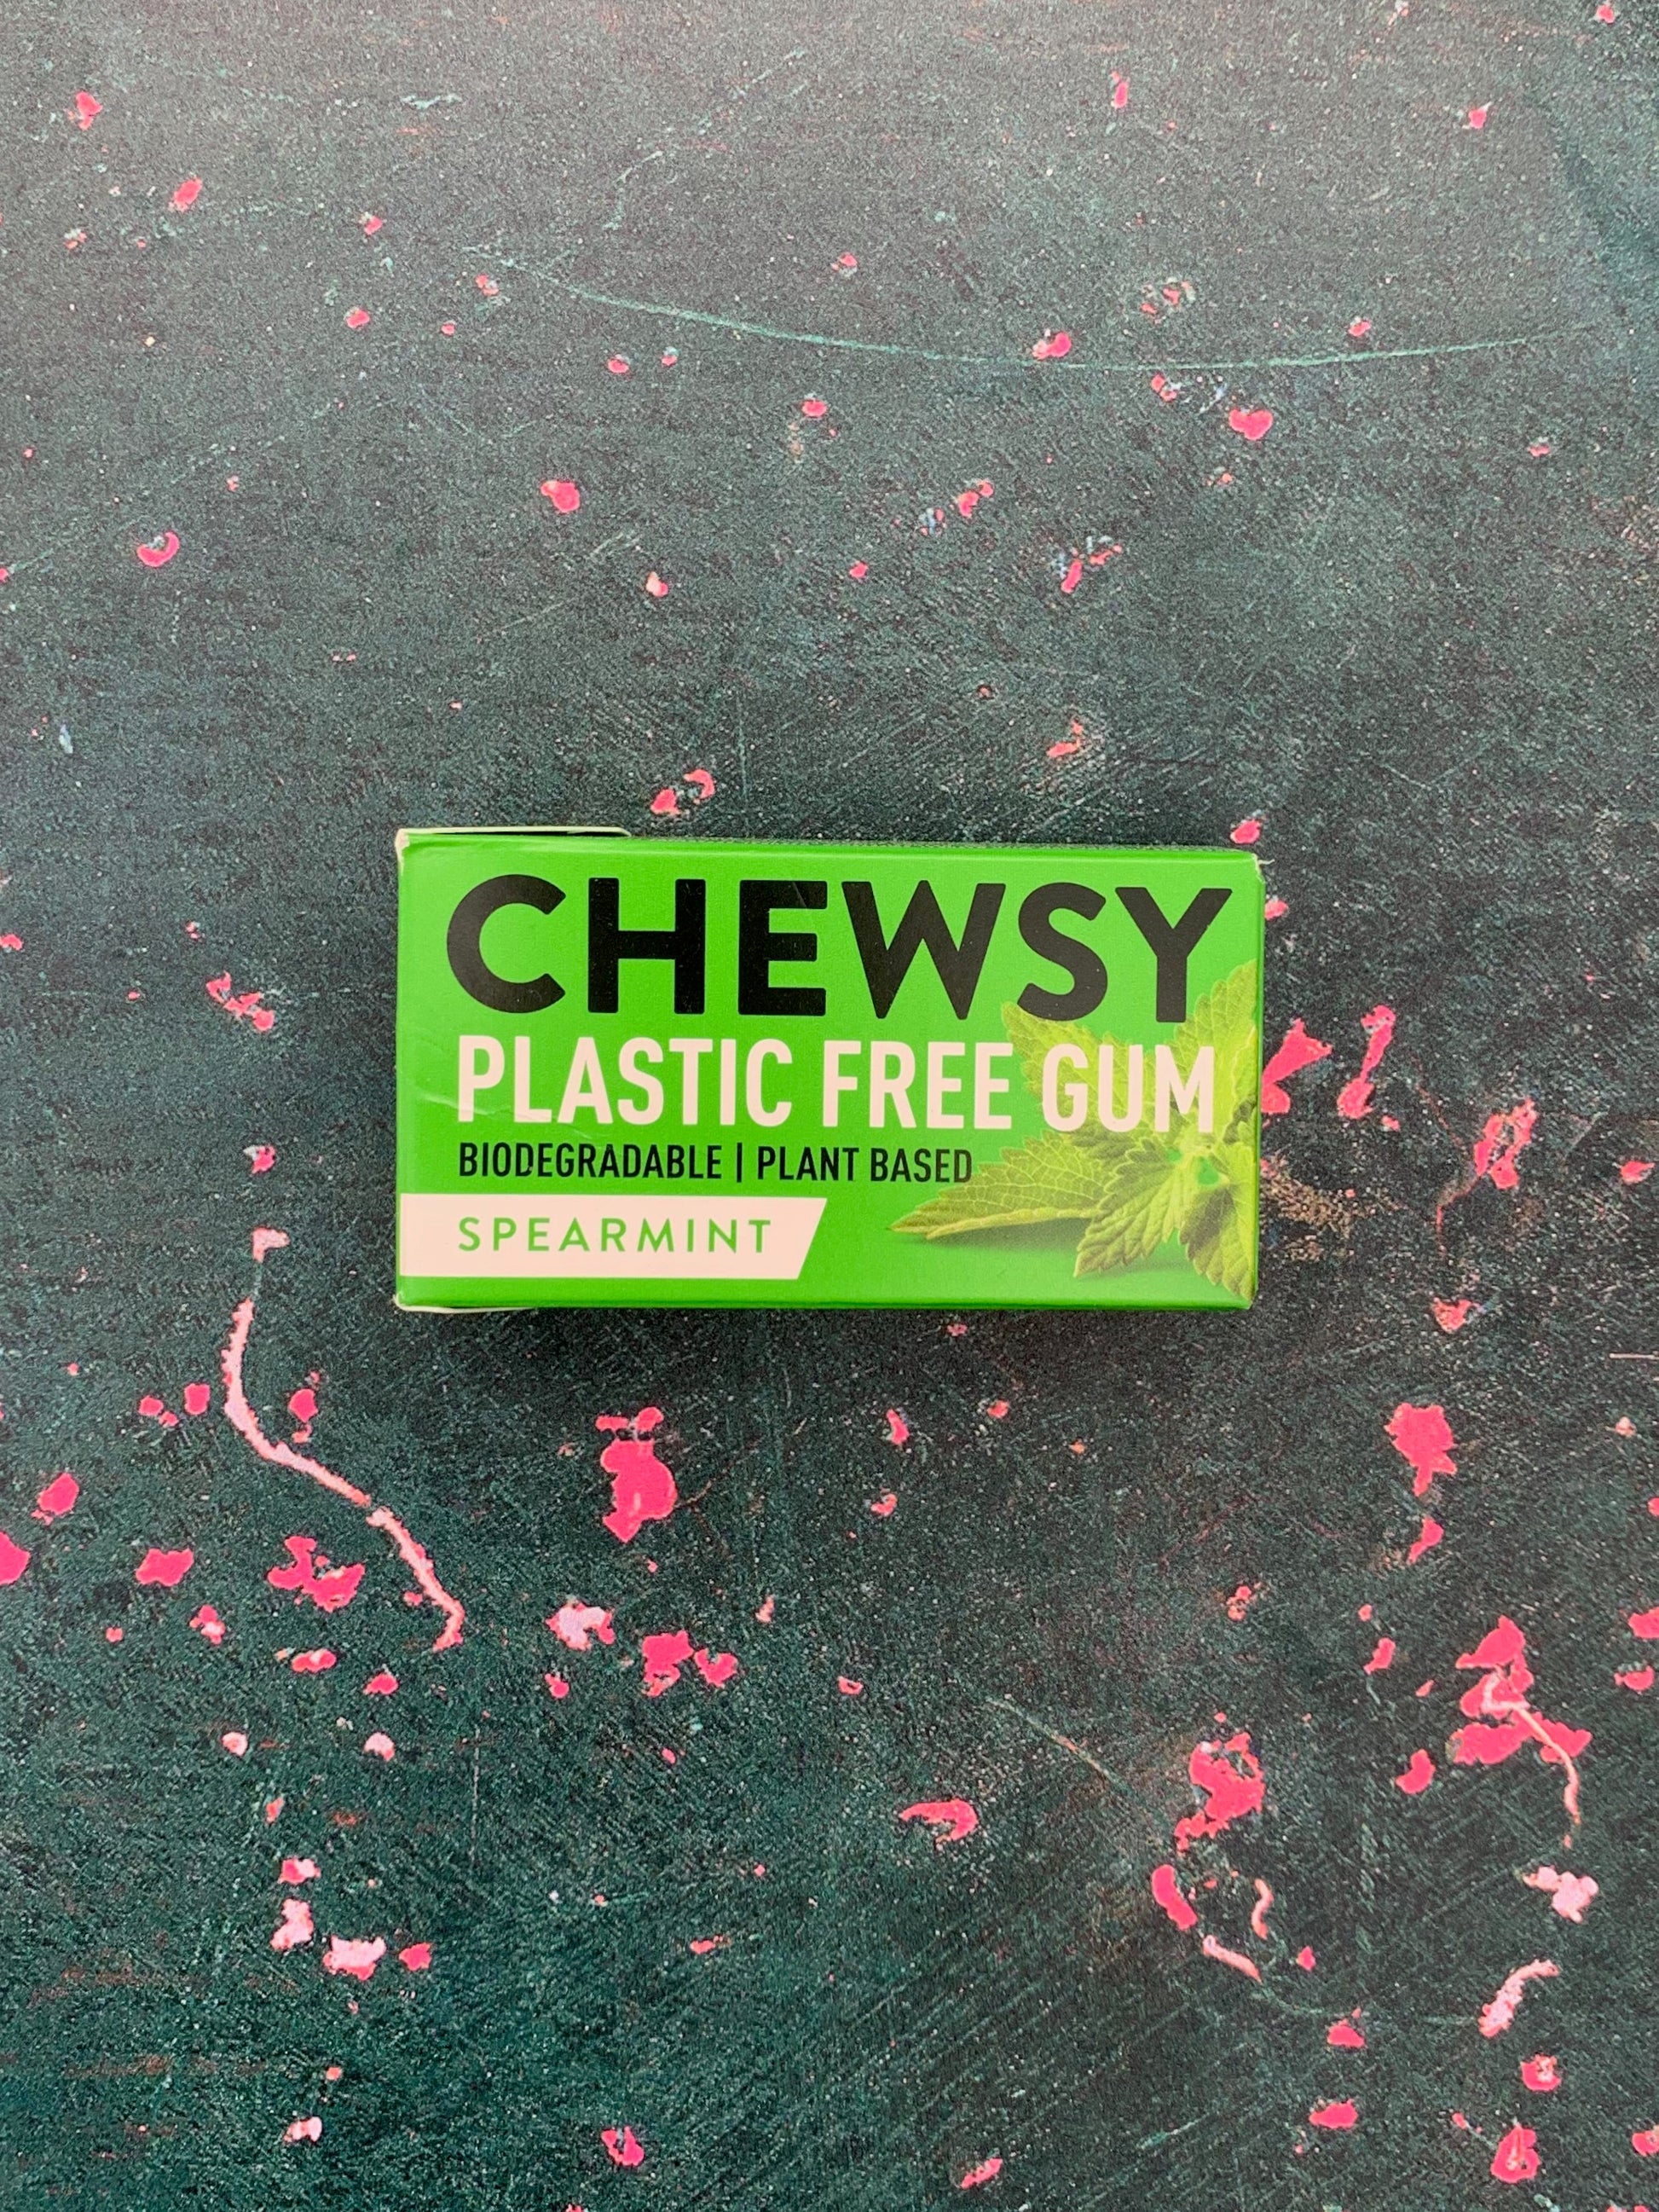 CHEWSY
PLASTIC FREE GUM
BIODEGRADABLE | PLANT BASED
SPEARMINT